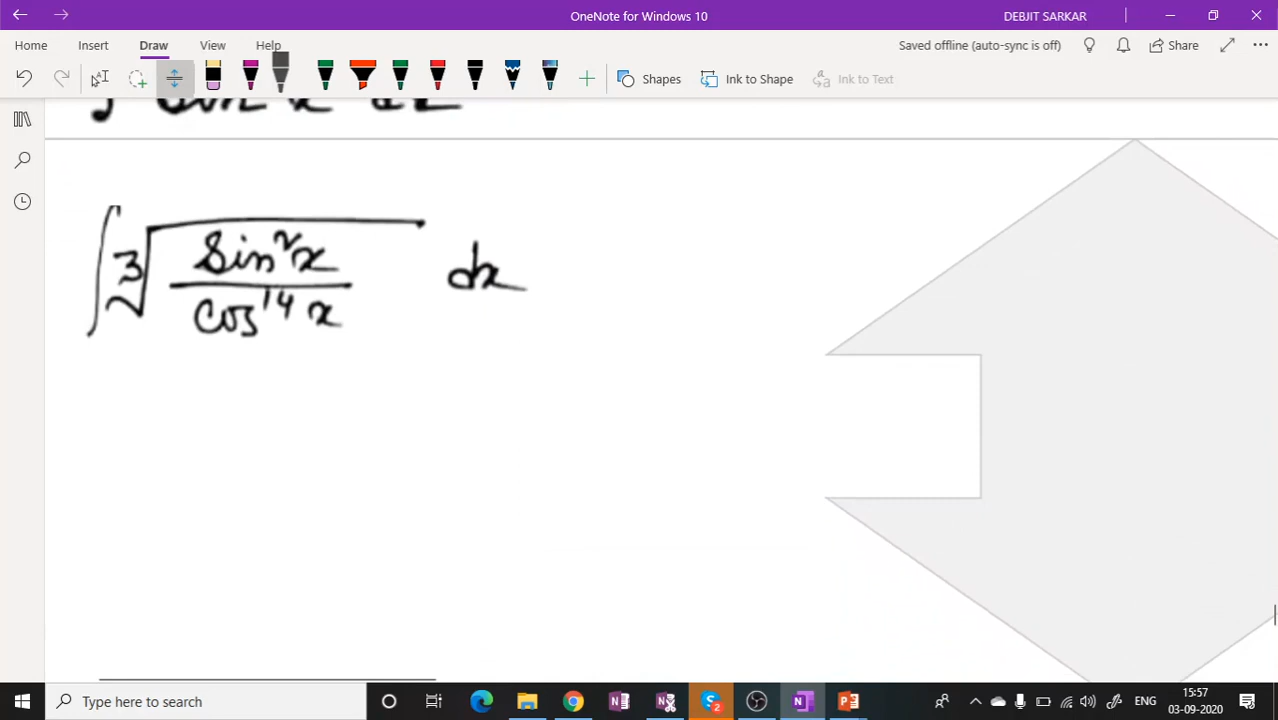 OneNote for Windows 10
DEBJIT SARKAR
Home Insert Draw View Help
Saved offline (auto-sync is off)
Share
Shapes
Ink to Shape
Ink to Text
∫ ∛(Sin²x / Cos¹⁴x) dx
Type here to search
2
ENG
15:57
03-09-2020